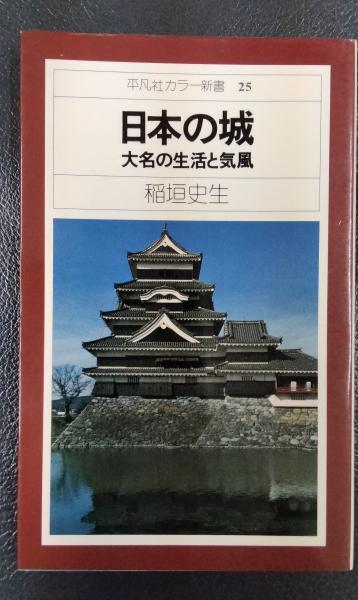 平凡社カラー新書 25
日本の城
大名の生活と気風
稲垣史生